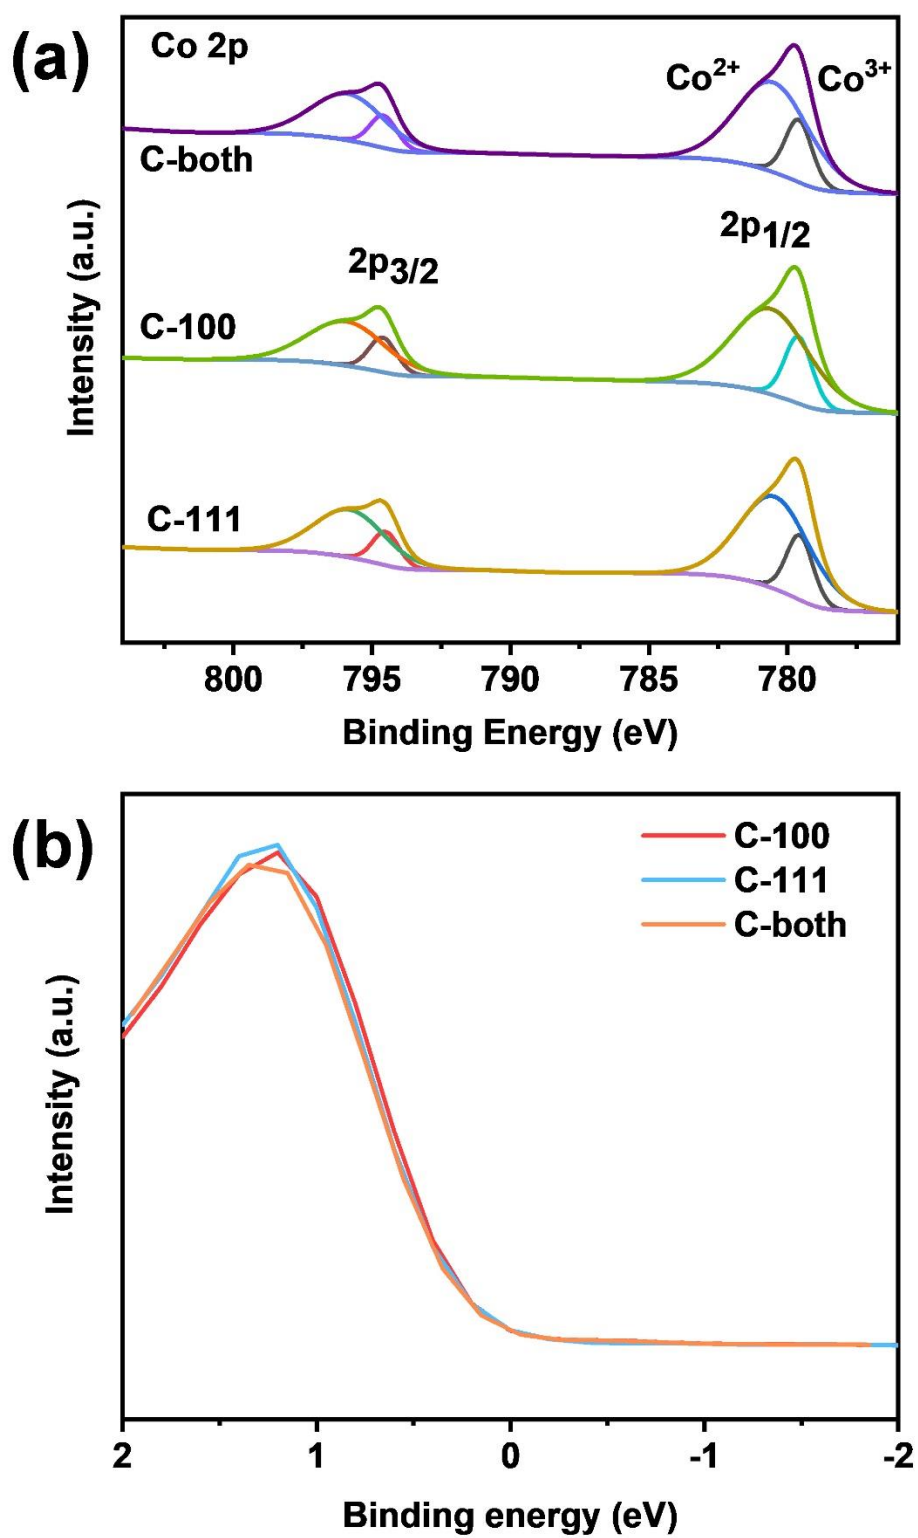 (a)
Co 2p
Co²⁺
Co³⁺
C-both
2p1/2
2p3/2
C-100
C-111
Intensity (a.u.)
800 795 790 785 780
Binding Energy (eV)
(b)
C-100
C-111
C-both
Intensity (a.u.)
2 1 0 -1 -2
Binding energy (eV)